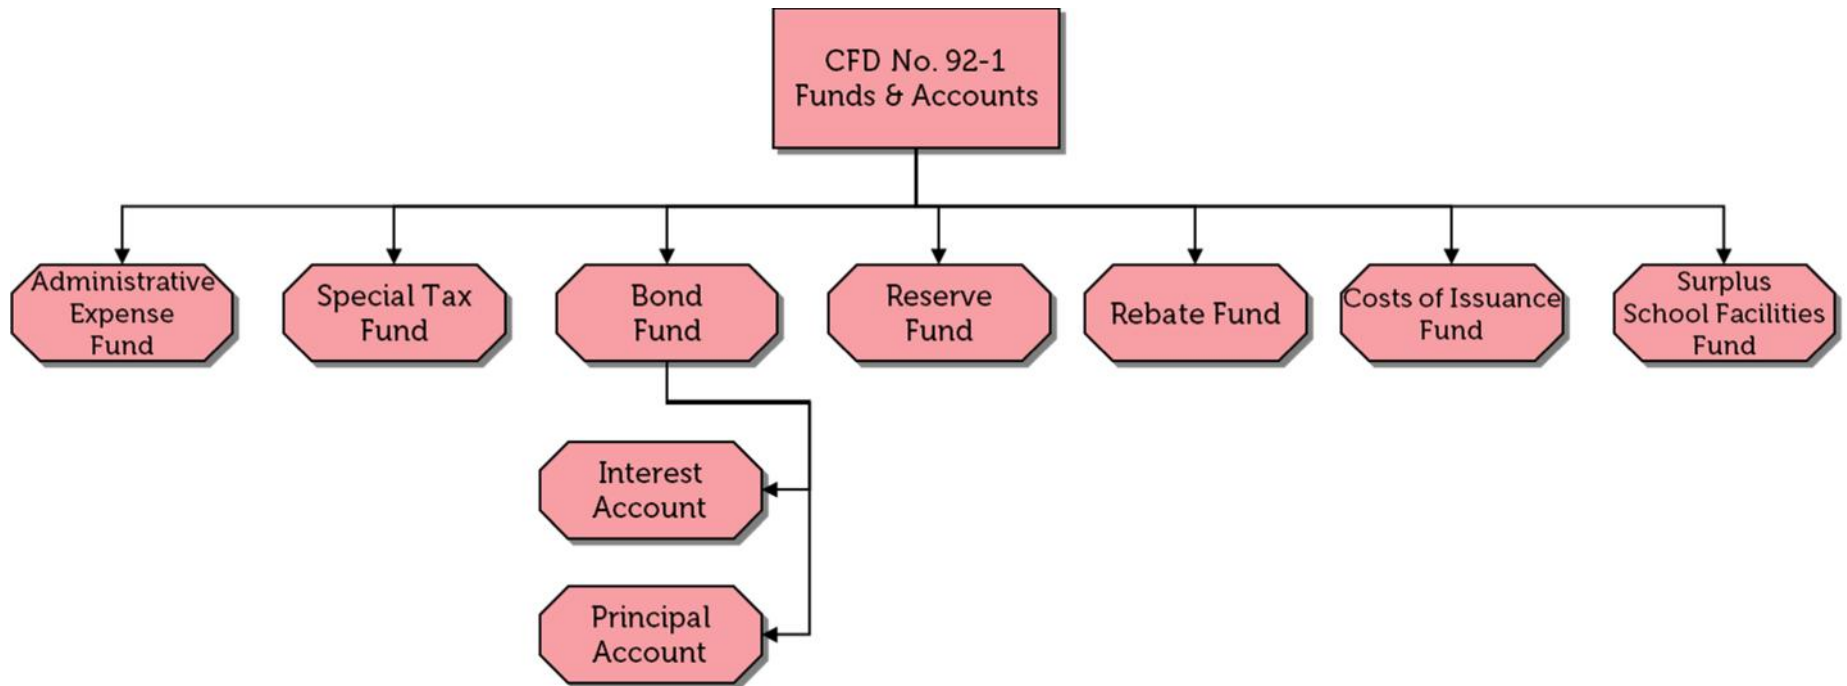 CFD No. 92-1
Funds & Accounts
Administrative
Expense
Fund
Special Tax
Fund
Bond
Fund
Reserve
Fund
Rebate Fund
Costs of Issuance
Fund
Surplus
School Facilities
Fund
Interest
Account
Principal
Account